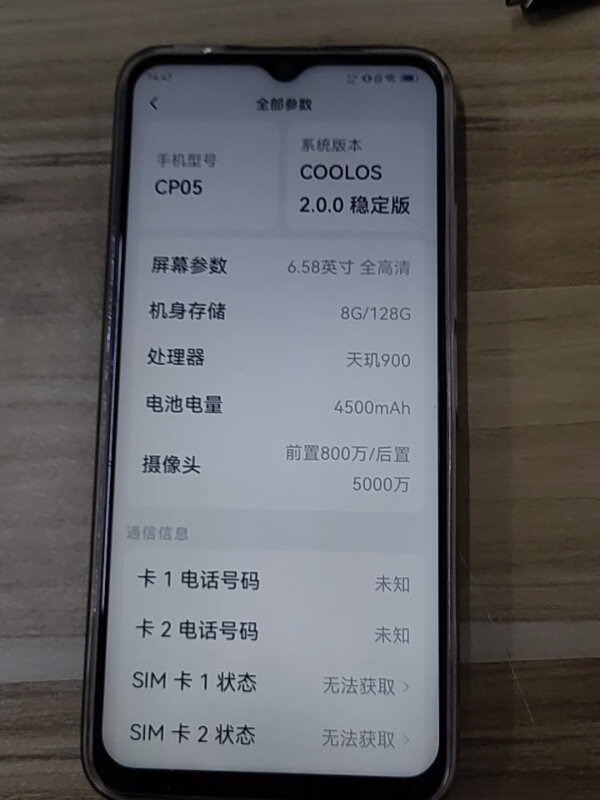 14:47
全部参数
手机型号
CP05
系统版本
COOLOS
2.0.0 稳定版
屏幕参数 6.58英寸 全高清
机身存储 8G/128G
处理器 天玑900
电池电量 4500mAh
摄像头 前置800万/后置
5000万
通信信息
卡 1 电话号码 未知
卡 2 电话号码 未知
SIM 卡 1 状态 无法获取
SIM 卡 2 状态 无法获取